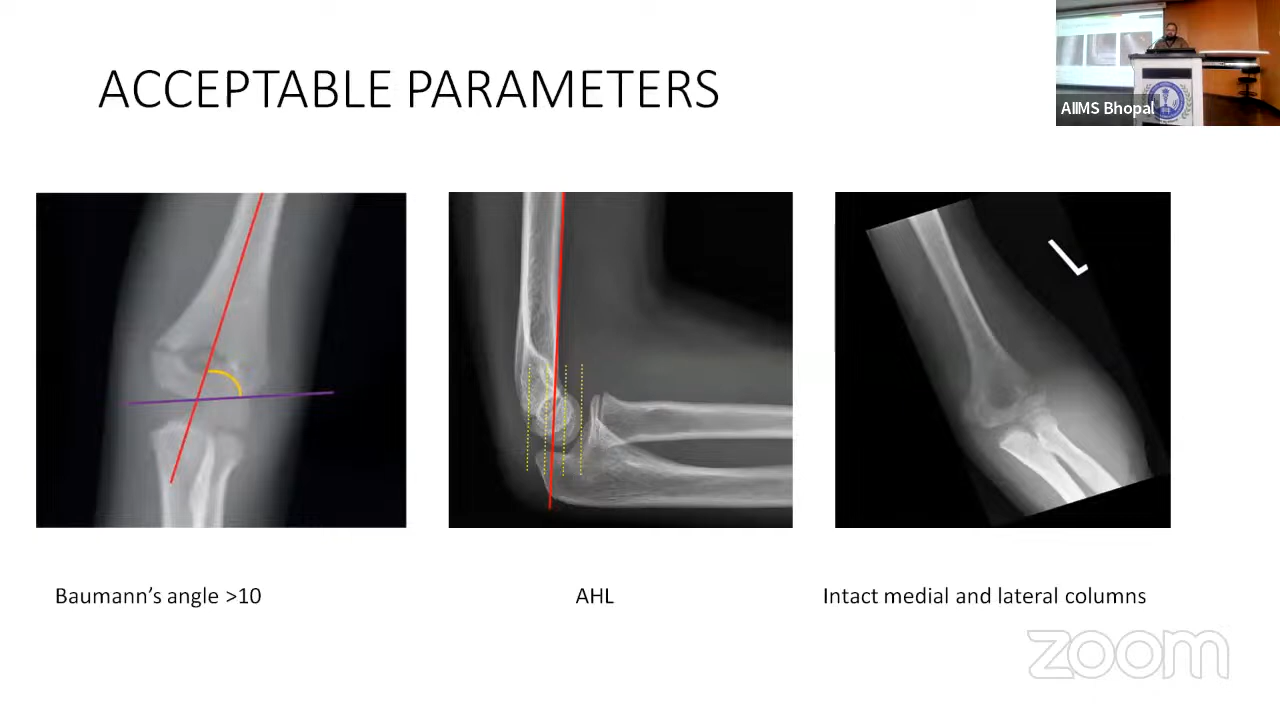 ACCEPTABLE PARAMETERS
AIIMS Bhopal
L
Baumann's angle >10
AHL
Intact medial and lateral columns
zoom